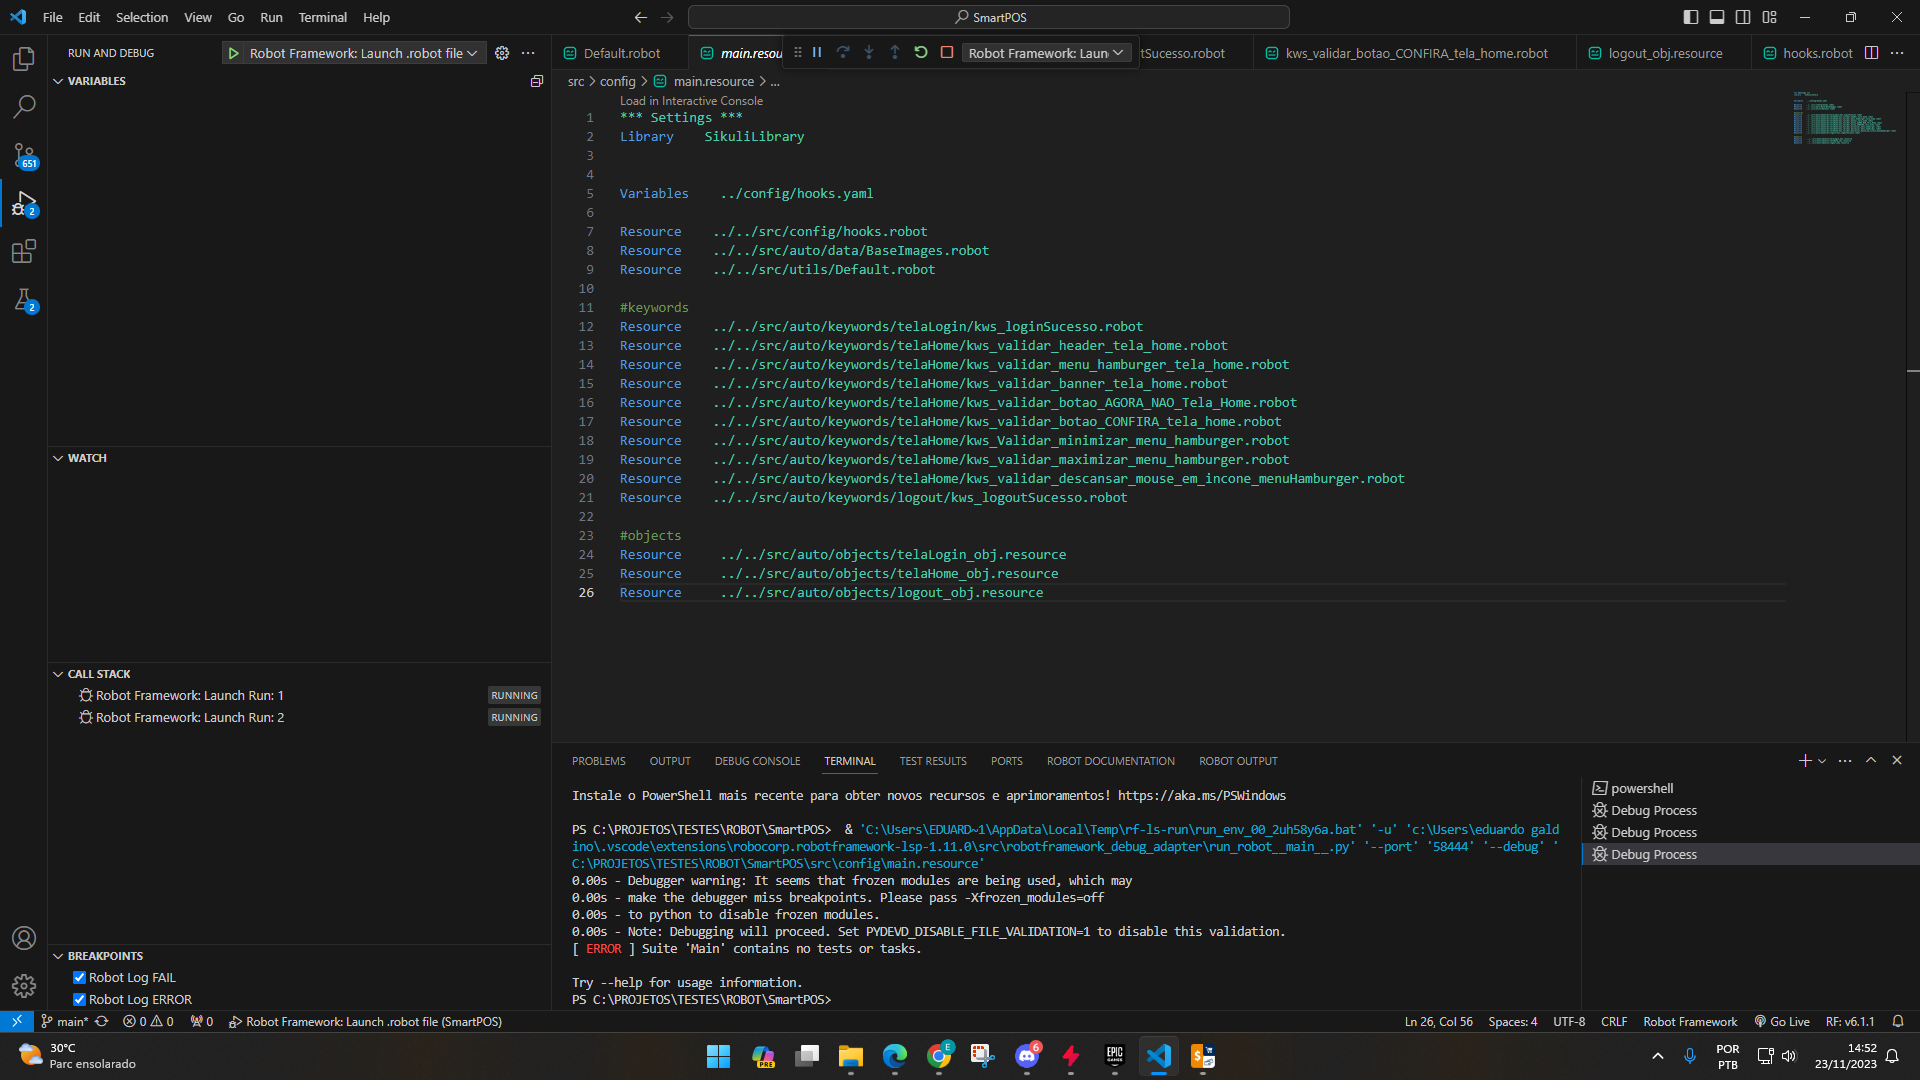 File Edit Selection View Go Run Terminal Help
SmartPOS
RUN AND DEBUG
Robot Framework: Launch .robot file
Default.robot
main.resou
Robot Framework: Laun
tSucesso.robot
kws_validar_botao_CONFIRA_tela_home.robot
logout_obj.resource
hooks.robot
VARIABLES
src > config > main.resource > ...
Load in Interactive Console
1 *** Settings ***
2 Library    SikuliLibrary
3
4
5 Variables    ../config/hooks.yaml
6
7 Resource    ../../src/config/hooks.robot
8 Resource    ../../src/auto/data/BaseImages.robot
9 Resource    ../../src/utils/Default.robot
10
11 #keywords
12 Resource    ../../src/auto/keywords/telaLogin/kws_loginSucesso.robot
13 Resource    ../../src/auto/keywords/telaHome/kws_validar_header_tela_home.robot
14 Resource    ../../src/auto/keywords/telaHome/kws_validar_menu_hamburger_tela_home.robot
15 Resource    ../../src/auto/keywords/telaHome/kws_validar_banner_tela_home.robot
16 Resource    ../../src/auto/keywords/telaHome/kws_validar_botao_AGORA_NAO_Tela_Home.robot
17 Resource    ../../src/auto/keywords/telaHome/kws_validar_botao_CONFIRA_tela_home.robot
18 Resource    ../../src/auto/keywords/telaHome/kws_Validar_minimizar_menu_hamburger.robot
19 Resource    ../../src/auto/keywords/telaHome/kws_validar_maximizar_menu_hamburger.robot
20 Resource    ../../src/auto/keywords/telaHome/kws_validar_descansar_mouse_em_incone_menuHamburger.robot
21 Resource    ../../src/auto/keywords/logout/kws_logoutSucesso.robot
22
23 #objects
24 Resource    ../../src/auto/objects/telaLogin_obj.resource
25 Resource    ../../src/auto/objects/telaHome_obj.resource
26 Resource    ../../src/auto/objects/logout_obj.resource
651
2
2
WATCH
CALL STACK
Robot Framework: Launch Run: 1 RUNNING
Robot Framework: Launch Run: 2 RUNNING
BREAKPOINTS
Robot Log FAIL
Robot Log ERROR
PROBLEMS OUTPUT DEBUG CONSOLE TERMINAL TEST RESULTS PORTS ROBOT DOCUMENTATION ROBOT OUTPUT
Instale o PowerShell mais recente para obter novos recursos e aprimoramentos! https://aka.ms/PSWindows
PS C:\PROJETOS\TESTES\ROBOT\SmartPOS>  & 'C:\Users\EDUARD~1\AppData\Local\Temp\rf-ls-run\run_env_00_2uh58y6a.bat' '-u' 'c:\Users\eduardo gald
ino\.vscode\extensions\robocorp.robotframework-lsp-1.11.0\src\robotframework_debug_adapter\run_robot__main__.py' '--port' '58444' '--debug' '
C:\PROJETOS\TESTES\ROBOT\SmartPOS\src\config\main.resource'
0.00s - Debugger warning: It seems that frozen modules are being used, which may
0.00s - make the debugger miss breakpoints. Please pass -Xfrozen_modules=off
0.00s - to python to disable frozen modules.
0.00s - Note: Debugging will proceed. Set PYDEVD_DISABLE_FILE_VALIDATION=1 to disable this validation.
[ ERROR ] Suite 'Main' contains no tests or tasks.
Try --help for usage information.
PS C:\PROJETOS\TESTES\ROBOT\SmartPOS>
powershell
Debug Process
Debug Process
Debug Process
main* 0 0 0 Robot Framework: Launch .robot file (SmartPOS)
Ln 26, Col 56 Spaces: 4 UTF-8 CRLF Robot Framework Go Live RF: v6.1.1
30°C
Parc ensolarado
PRE
E
6
EPIC
GAMES
POR
PTB
14:52
23/11/2023